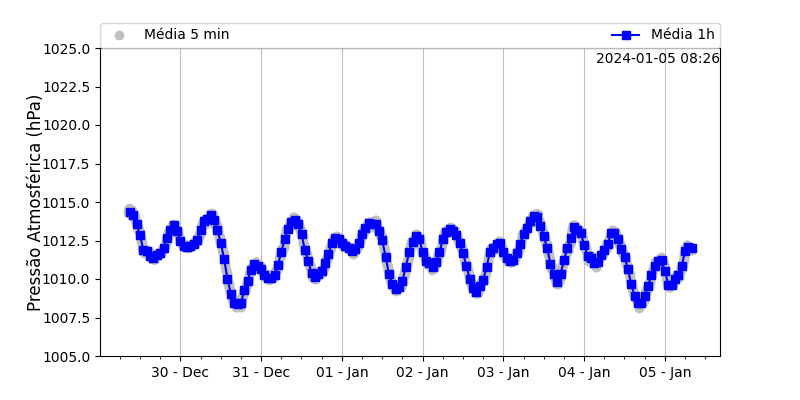 Média 5 min
Média 1h
2024-01-05 08:26
Pressão Atmosférica (hPa)
1025.0
1022.5
1020.0
1017.5
1015.0
1012.5
1010.0
1007.5
1005.0
30 - Dec
31 - Dec
01 - Jan
02 - Jan
03 - Jan
04 - Jan
05 - Jan